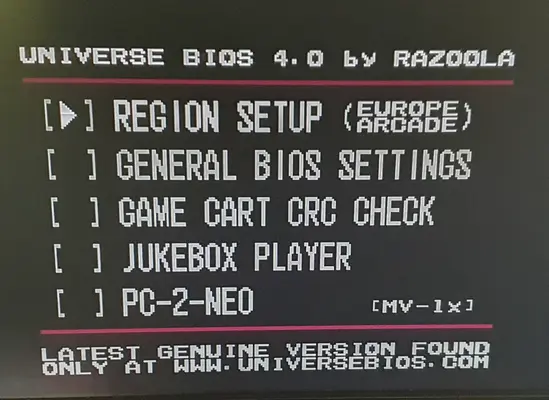 UNIVERSE BIOS 4.0 by RAZOOLA
[▶] REGION SETUP (EUROPE ARCADE)
[ ] GENERAL BIOS SETTINGS
[ ] GAME CART CRC CHECK
[ ] JUKEBOX PLAYER
[ ] PC-2-NEO [MV-1x]
LATEST GENUINE VERSION FOUND
ONLY AT WWW.UNIVERSEBIOS.COM